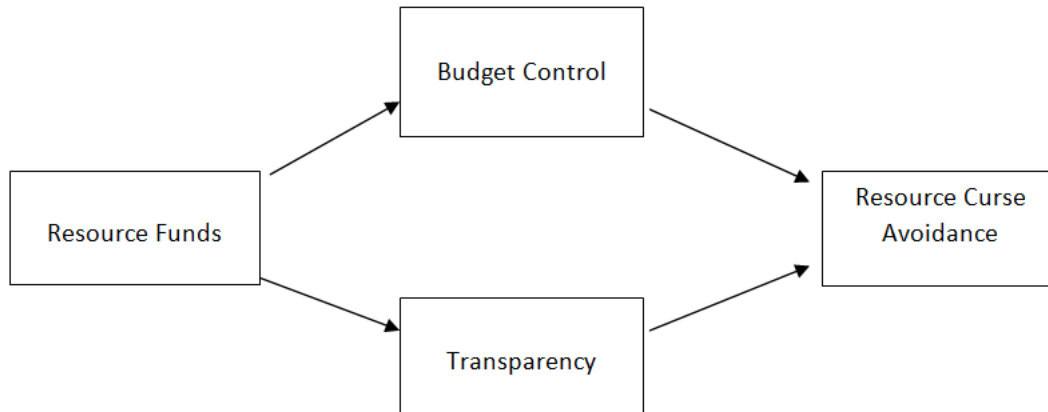 Budget Control
Resource Funds
Resource Curse
Avoidance
Transparency